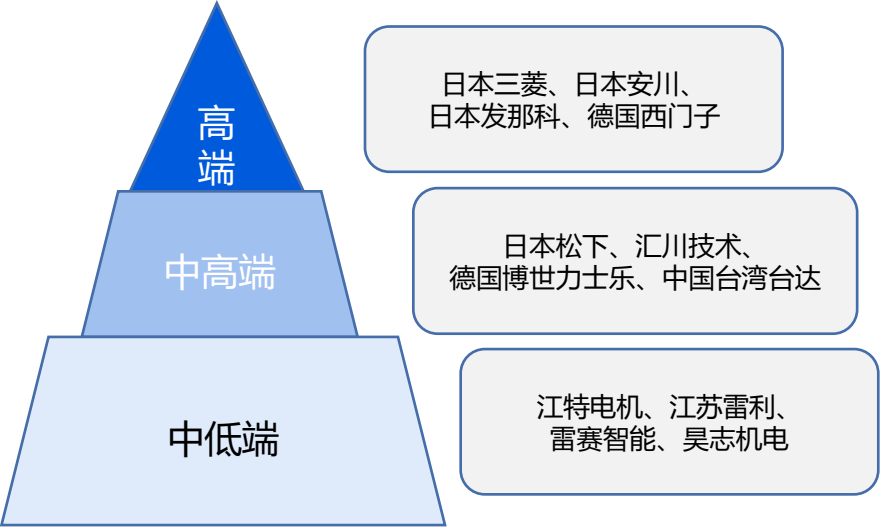 高
端
日本三菱、日本安川、
日本发那科、德国西门子
中高端
日本松下、汇川技术、
德国博世力士乐、中国台湾台达
中低端
江特电机、江苏雷利、
雷赛智能、昊志机电